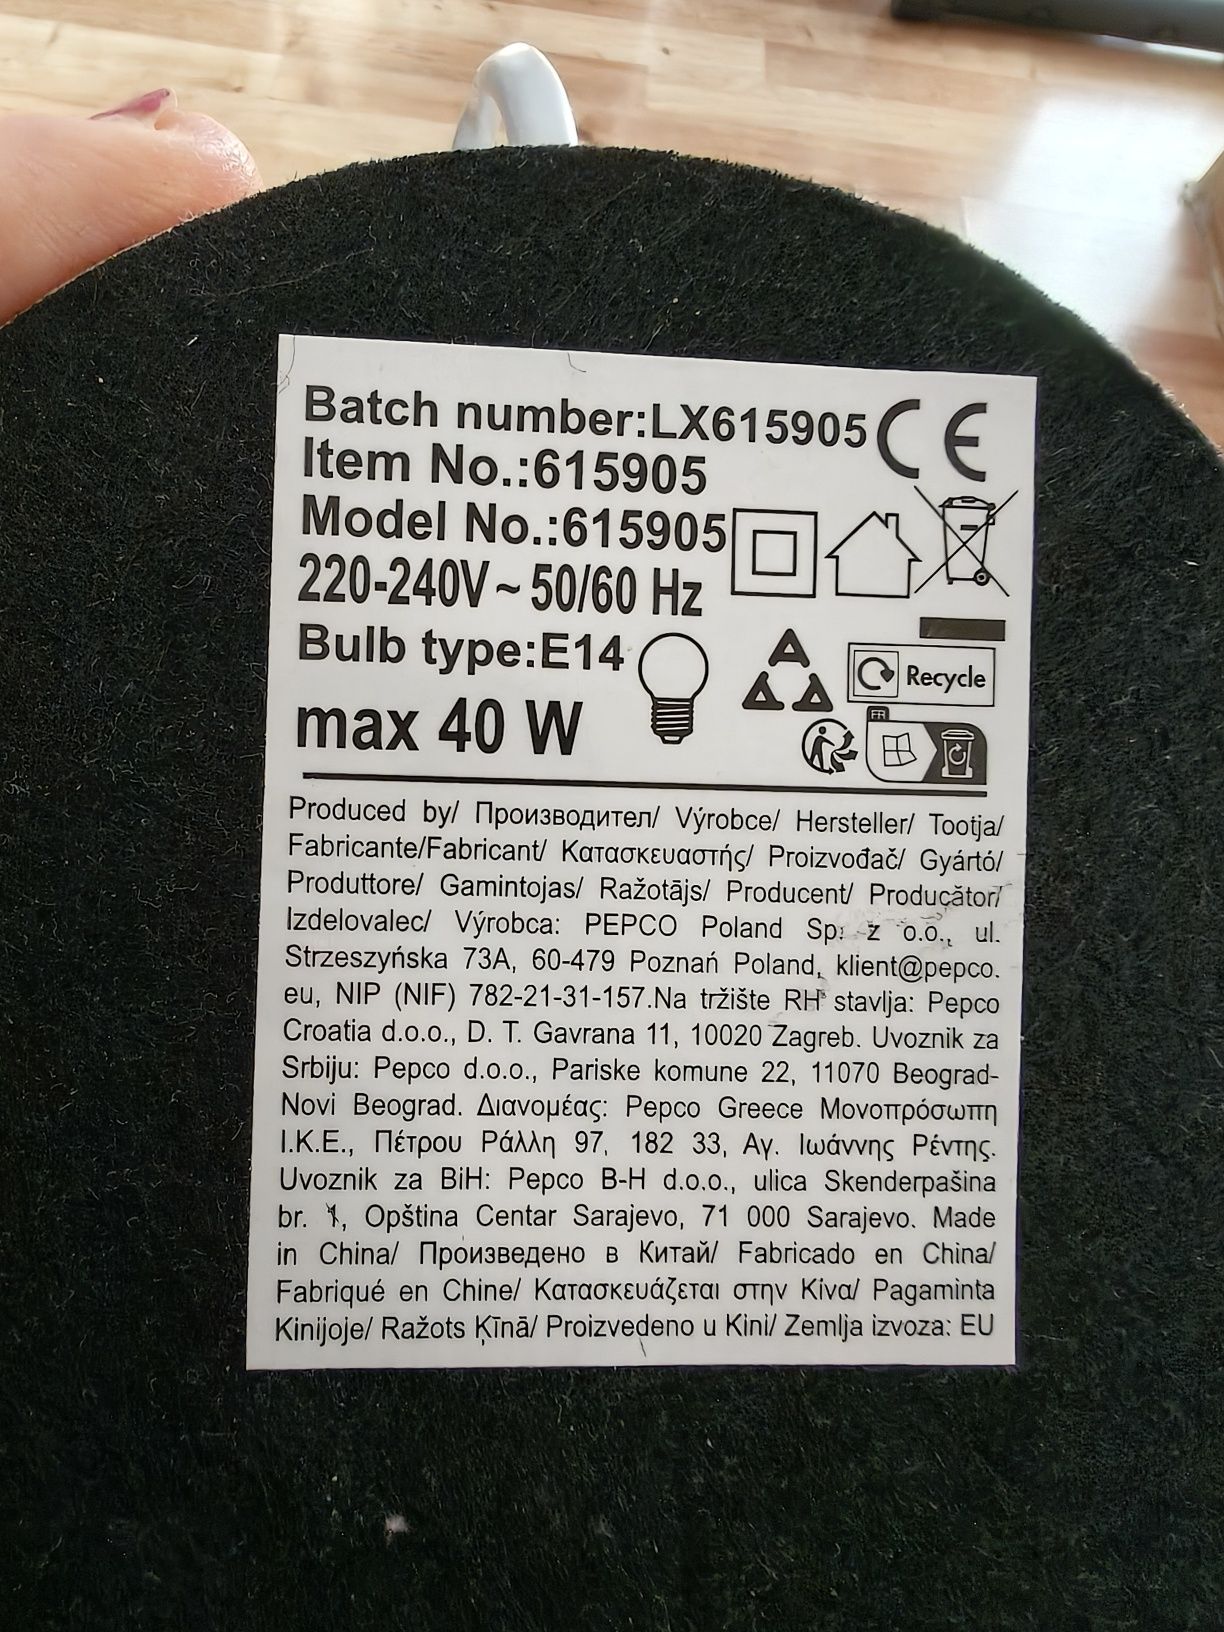 Batch number:LX615905 CE
Item No.:615905
Model No.:615905
220-240V ~ 50/60 Hz
Bulb type:E14
Recycle
max 40 W
FR
Produced by/ Производител/ Výrobce/ Hersteller/ Tootja/
Fabricante/Fabricant/ Κατασκευαστής/ Proizvođač/ Gyártó/
Produttore/ Gamintojas/ Ražotājs/ Producent/ Producător/
Izdelovalec/ Výrobca: PEPCO Poland Sp. z o.o., ul.
Strzeszyńska 73A, 60-479 Poznań Poland, klient@pepco.
eu, NIP (NIF) 782-21-31-157.Na tržište RH stavlja: Pepco
Croatia d.o.o., D. T. Gavrana 11, 10020 Zagreb. Uvoznik za
Srbiju: Pepco d.o.o., Pariske komune 22, 11070 Beograd-
Novi Beograd. Διανομέας: Pepco Greece Μονοπρόσωπη
Ι.Κ.Ε., Πέτρου Ράλλη 97, 182 33, Αγ. Ιωάννης Ρέντης.
Uvoznik za BiH: Pepco B-H d.o.o., ulica Skenderpašina
br. 1, Opština Centar Sarajevo, 71 000 Sarajevo. Made
in China/ Произведено в Китай/ Fabricado en China/
Fabriqué en Chine/ Κατασκευάζεται στην Κίνα/ Pagaminta
Kinijoje/ Ražots Ķīnā/ Proizvedeno u Kini/ Zemlja izvoza: EU